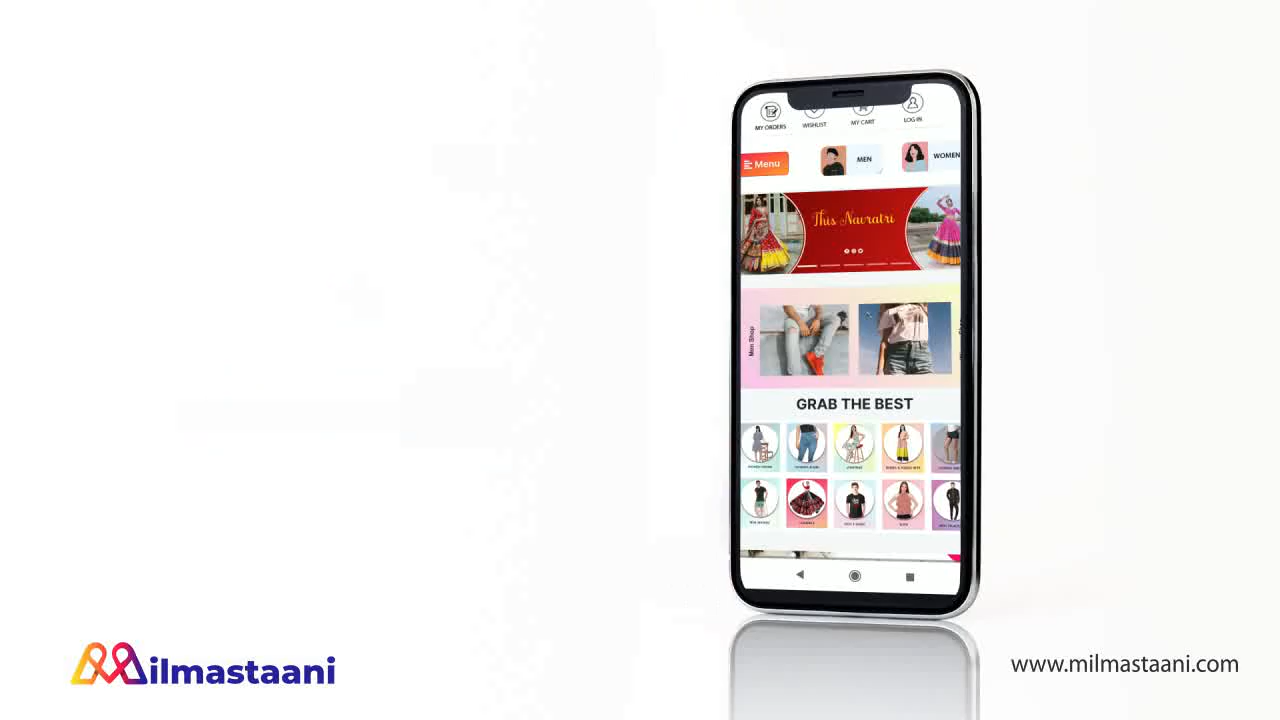 MY ORDERS
WISHLIST
MY CART
LOG IN
Menu
MEN
WOMEN
This Navratri
Men Shop
GRAB THE BEST
Milmastaani
www.milmastaani.com